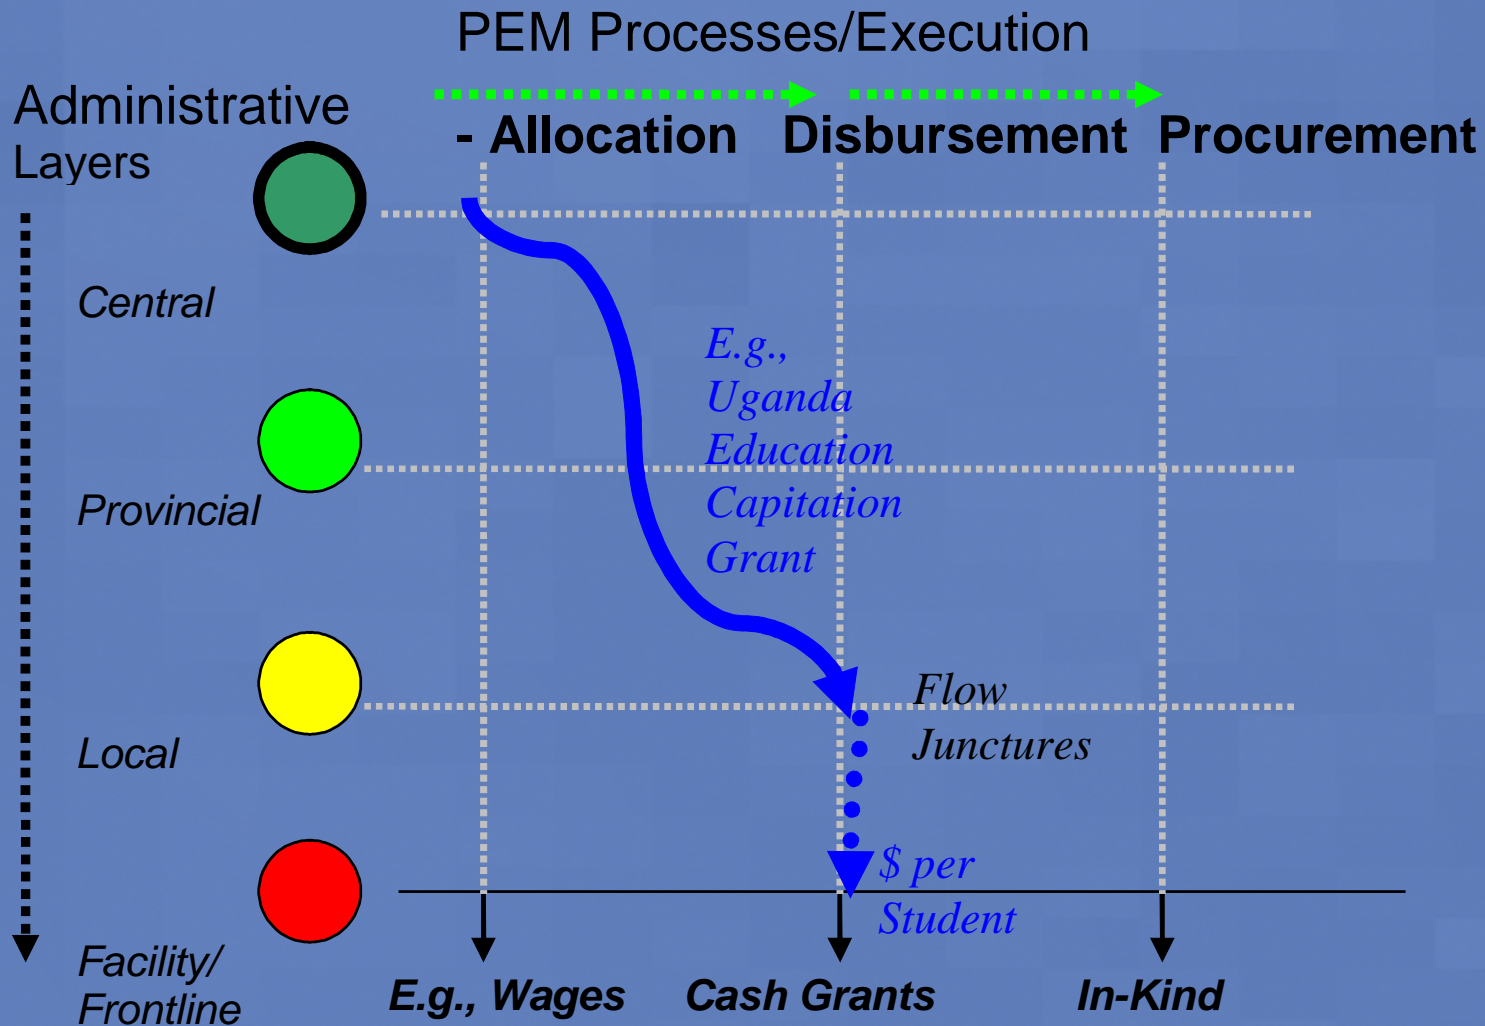 PEM Processes/Execution
Administrative
Layers
- Allocation Disbursement Procurement
Central
E.g.,
Uganda
Education
Capitation
Grant
Provincial
Flow
Junctures
Local
$ per
Student
Facility/
Frontline
E.g., Wages Cash Grants In-Kind